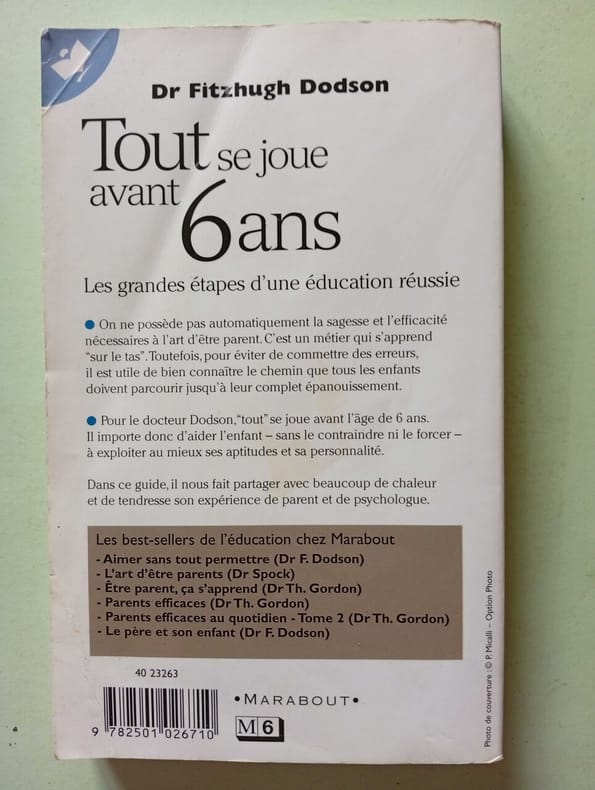 Dr Fitzhugh Dodson
Tout se joue
avant 6 ans
Les grandes étapes d'une éducation réussie
● On ne possède pas automatiquement la sagesse et l'efficacité
nécessaires à l'art d'être parent. C'est un métier qui s'apprend
"sur le tas". Toutefois, pour éviter de commettre des erreurs,
il est utile de bien connaître le chemin que tous les enfants
doivent parcourir jusqu'à leur complet épanouissement.
● Pour le docteur Dodson, "tout" se joue avant l'âge de 6 ans.
Il importe donc d'aider l'enfant – sans le contraindre ni le forcer –
à exploiter au mieux ses aptitudes et sa personnalité.
Dans ce guide, il nous fait partager avec beaucoup de chaleur
et de tendresse son expérience de parent et de psychologue.
Les best-sellers de l'éducation chez Marabout
- Aimer sans tout permettre (Dr F. Dodson)
- L'art d'être parents (Dr Spock)
- Être parent, ça s'apprend (Dr Th. Gordon)
- Parents efficaces (Dr Th. Gordon)
- Parents efficaces au quotidien - Tome 2 (Dr Th. Gordon)
- Le père et son enfant (Dr F. Dodson)
40 23263
9 782501 026710
• MARABOUT •
M 6
Photo de couverture : © P. Micalli – Option Photo